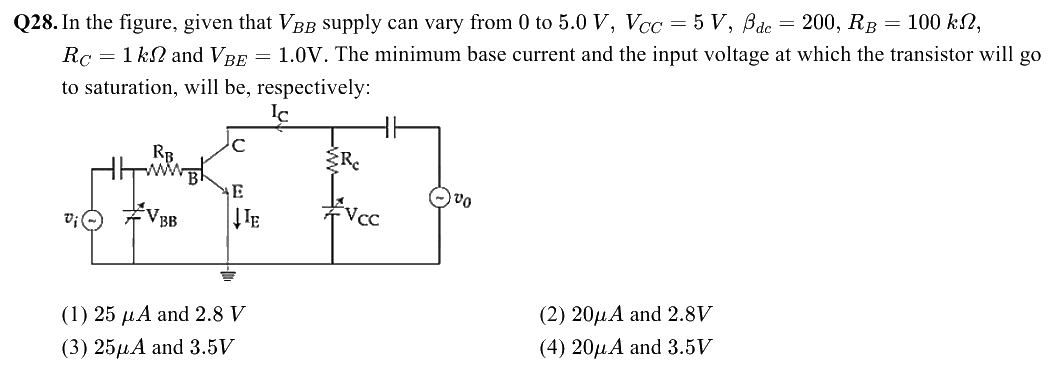 Q28. In the figure, given that V_BB supply can vary from 0 to 5.0 V, V_CC = 5 V, β_dc = 200, R_B = 100 kΩ,
R_C = 1 kΩ and V_BE = 1.0V. The minimum base current and the input voltage at which the transistor will go
to saturation, will be, respectively:
I_C
C
R_B
B
R_c
E
v_i ~
V_BB
↓I_E
V_CC
~ v_0
(1) 25 μA and 2.8 V
(2) 20μA and 2.8V
(3) 25μA and 3.5V
(4) 20μA and 3.5V